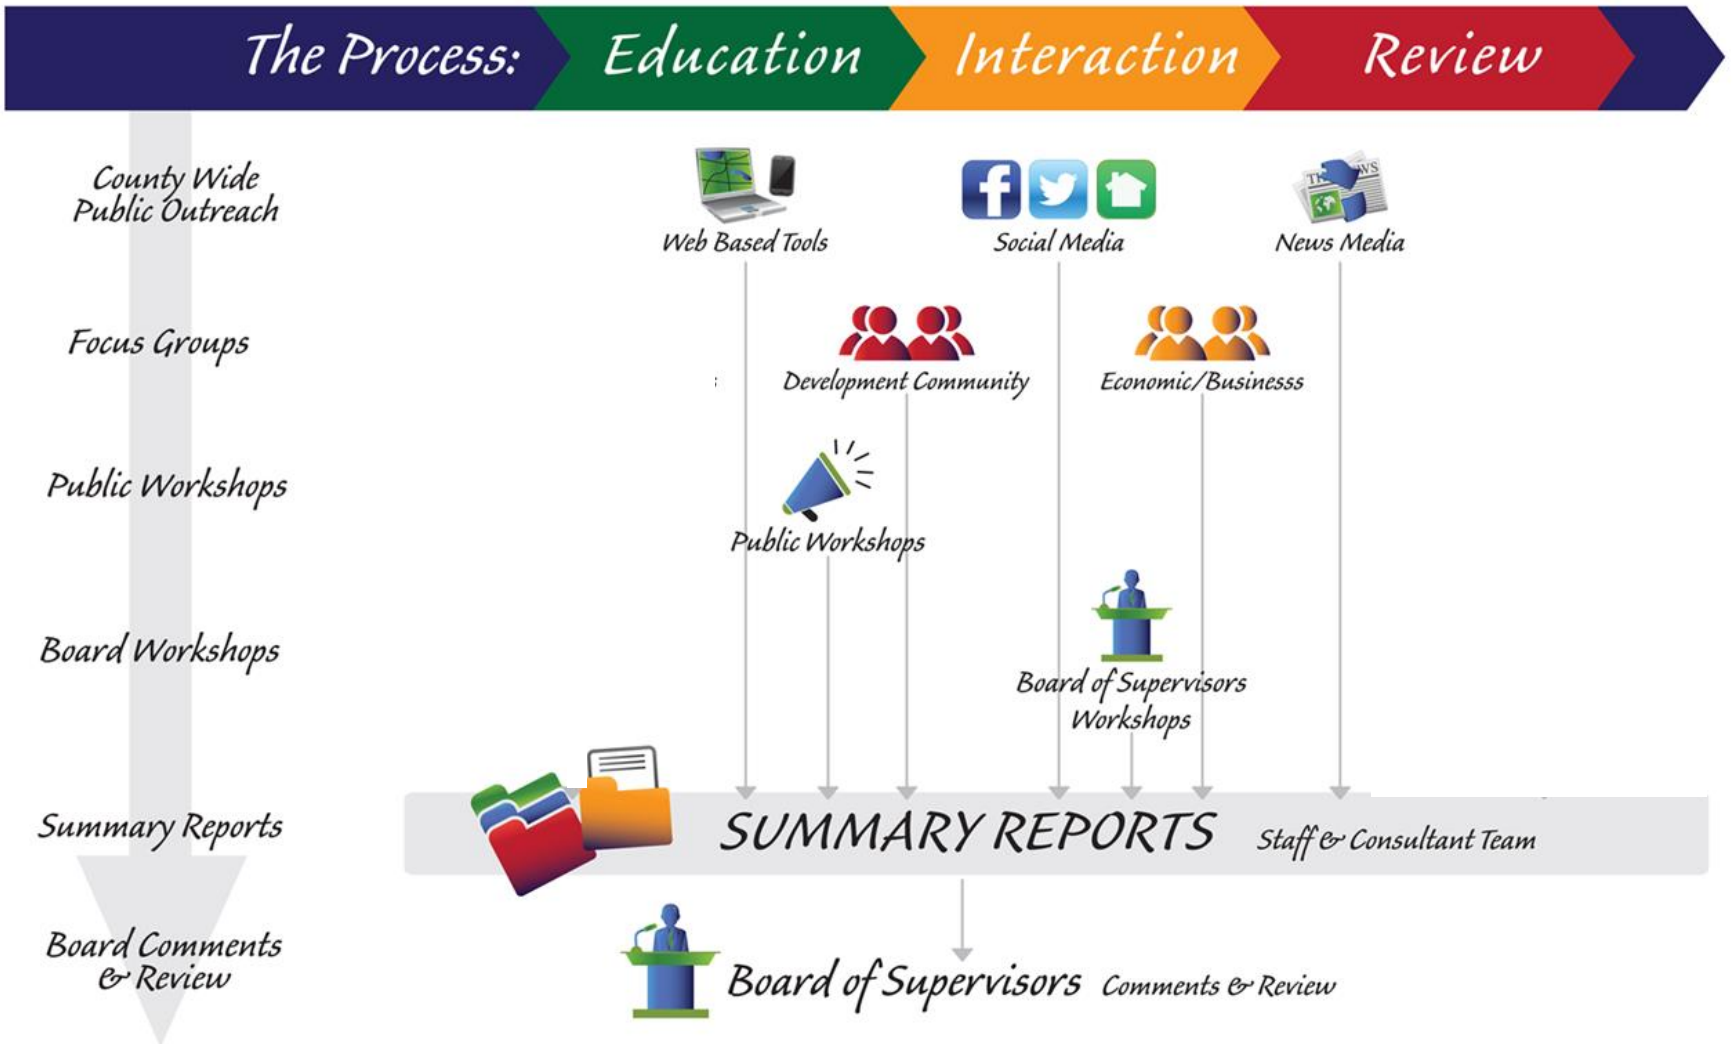 The Process: Education Interaction Review
County Wide
Public Outreach
Web Based Tools
Social Media
News Media
Focus Groups
Development Community
Economic/Businesss
Public Workshops
Public Workshops
Board Workshops
Board of Supervisors
Workshops
Summary Reports
SUMMARY REPORTS Staff & Consultant Team
Board Comments
& Review
Board of Supervisors Comments & Review